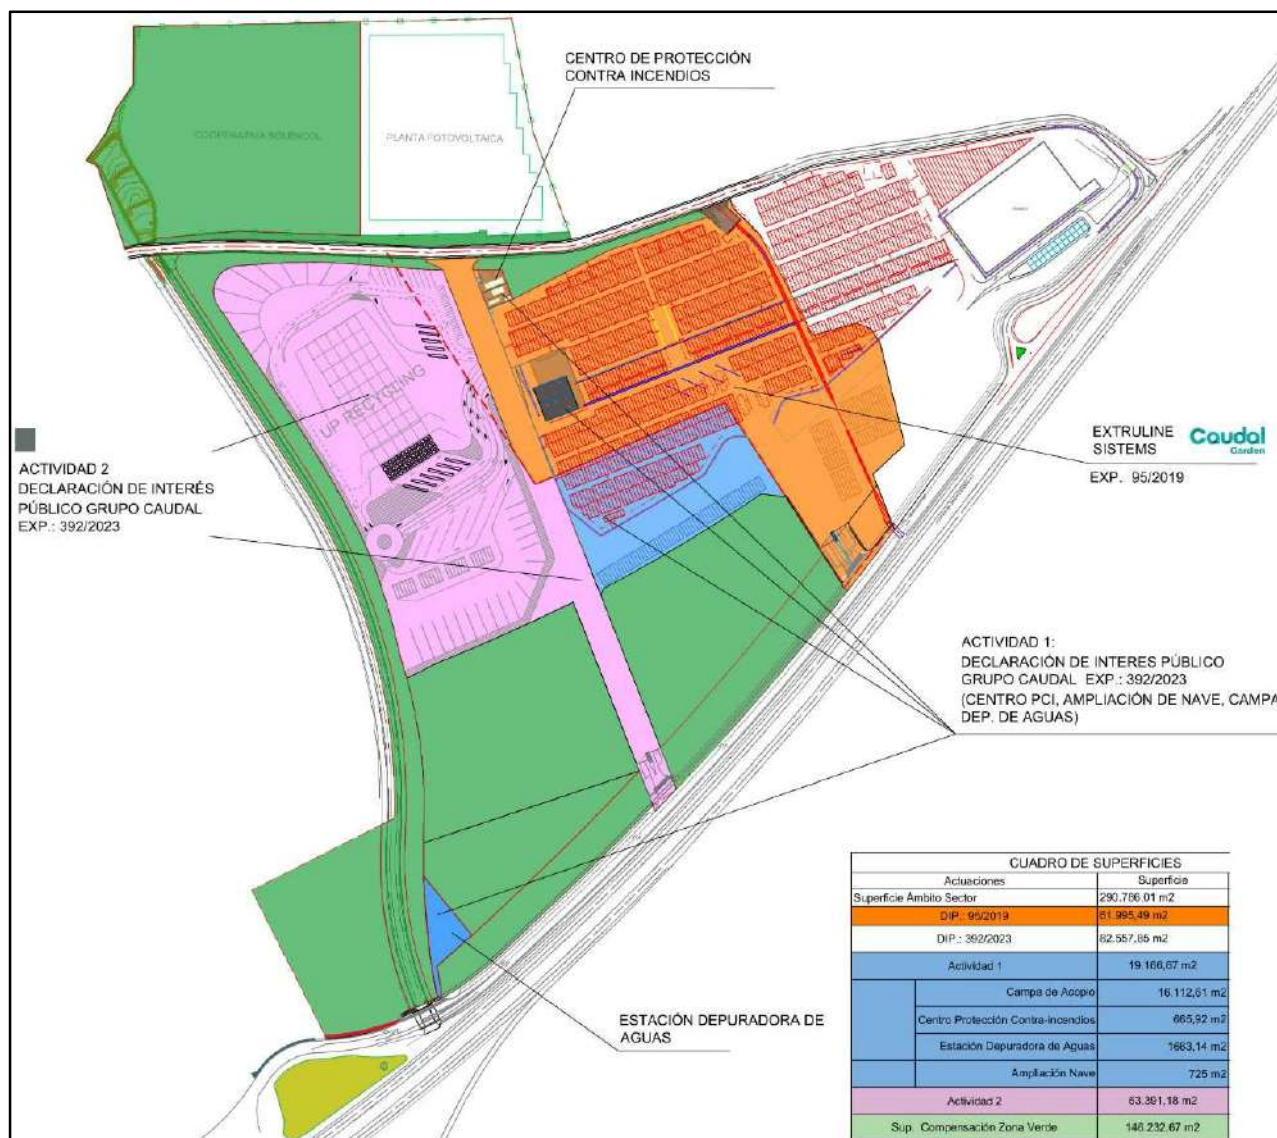 CENTRO DE PROTECCIÓN
CONTRA INCENDIOS
COOPERATIVA SOLENCOL
PLANTA FOTOVOLTAICA
UP RECYCLING
ACTIVIDAD 2
DECLARACIÓN DE INTERÉS
PÚBLICO GRUPO CAUDAL
EXP.: 392/2023
EXTRULINE
SISTEMS
Caudal
Garden
EXP. 95/2019
ACTIVIDAD 1:
DECLARACIÓN DE INTERES PÚBLICO
GRUPO CAUDAL EXP.: 392/2023
(CENTRO PCI, AMPLIACIÓN DE NAVE, CAMPA
DEP. DE AGUAS)
ESTACIÓN DEPURADORA DE
AGUAS
CUADRO DE SUPERFICIES
Actuaciones Superficie
Superficie Ámbito Sector 290.786,01 m2
DIP.: 95/2019 61.995,49 m2
DIP.: 392/2023 82.557,85 m2
Actividad 1 19.166,67 m2
Campa de Acopio 16.112,61 m2
Centro Protección Contra-incendios 665,92 m2
Estación Depuradora de Aguas 1663,14 m2
Ampliación Nave 725 m2
Actividad 2 63.391,18 m2
Sup. Compensación Zona Verde 146.232,67 m2